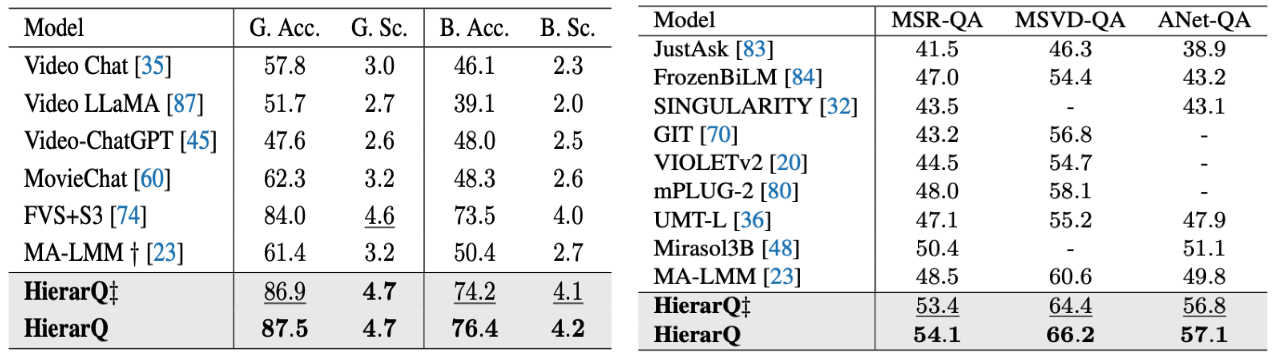 Model G. Acc. G. Sc. B. Acc. B. Sc.
Video Chat [35] 57.8 3.0 46.1 2.3
Video LLaMA [87] 51.7 2.7 39.1 2.0
Video-ChatGPT [45] 47.6 2.6 48.0 2.5
MovieChat [60] 62.3 3.2 48.3 2.6
FVS+S3 [74] 84.0 4.6 73.5 4.0
MA-LMM † [23] 61.4 3.2 50.4 2.7
HierarQ‡ 86.9 4.7 74.2 4.1
HierarQ 87.5 4.7 76.4 4.2
Model MSR-QA MSVD-QA ANet-QA
JustAsk [83] 41.5 46.3 38.9
FrozenBiLM [84] 47.0 54.4 43.2
SINGULARITY [32] 43.5 - 43.1
GIT [70] 43.2 56.8 -
VIOLETv2 [20] 44.5 54.7 -
mPLUG-2 [80] 48.0 58.1 -
UMT-L [36] 47.1 55.2 47.9
Mirasol3B [48] 50.4 - 51.1
MA-LMM [23] 48.5 60.6 49.8
HierarQ‡ 53.4 64.4 56.8
HierarQ 54.1 66.2 57.1